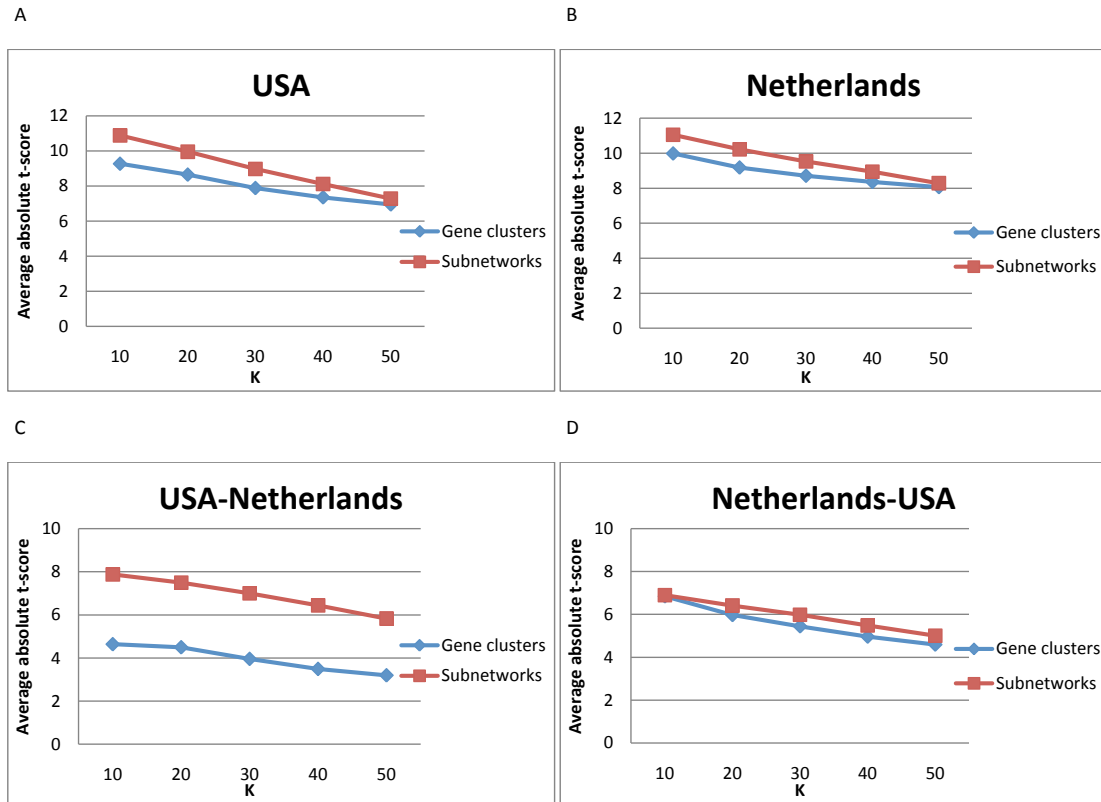 A
USA
Average absolute t-score
12
10
8
6
4
2
0
10 20 30 40 50
K
Gene clusters
Subnetworks
B
Netherlands
Average absolute t-score
12
10
8
6
4
2
0
10 20 30 40 50
K
Gene clusters
Subnetworks
C
USA-Netherlands
Average absolute t-score
10
8
6
4
2
0
10 20 30 40 50
K
Gene clusters
Subnetworks
D
Netherlands-USA
Average absolute t-score
10
8
6
4
2
0
10 20 30 40 50
K
Gene clusters
Subnetworks